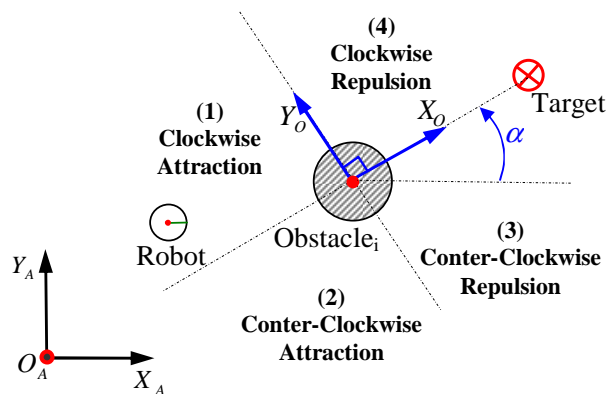 (4)
Clockwise
Repulsion
(1)
Clockwise
Attraction
Y_O
X_O
Target
α
Obstacle_i
Robot
(3)
Conter-Clockwise
Repulsion
(2)
Conter-Clockwise
Attraction
Y_A
O_A
X_A